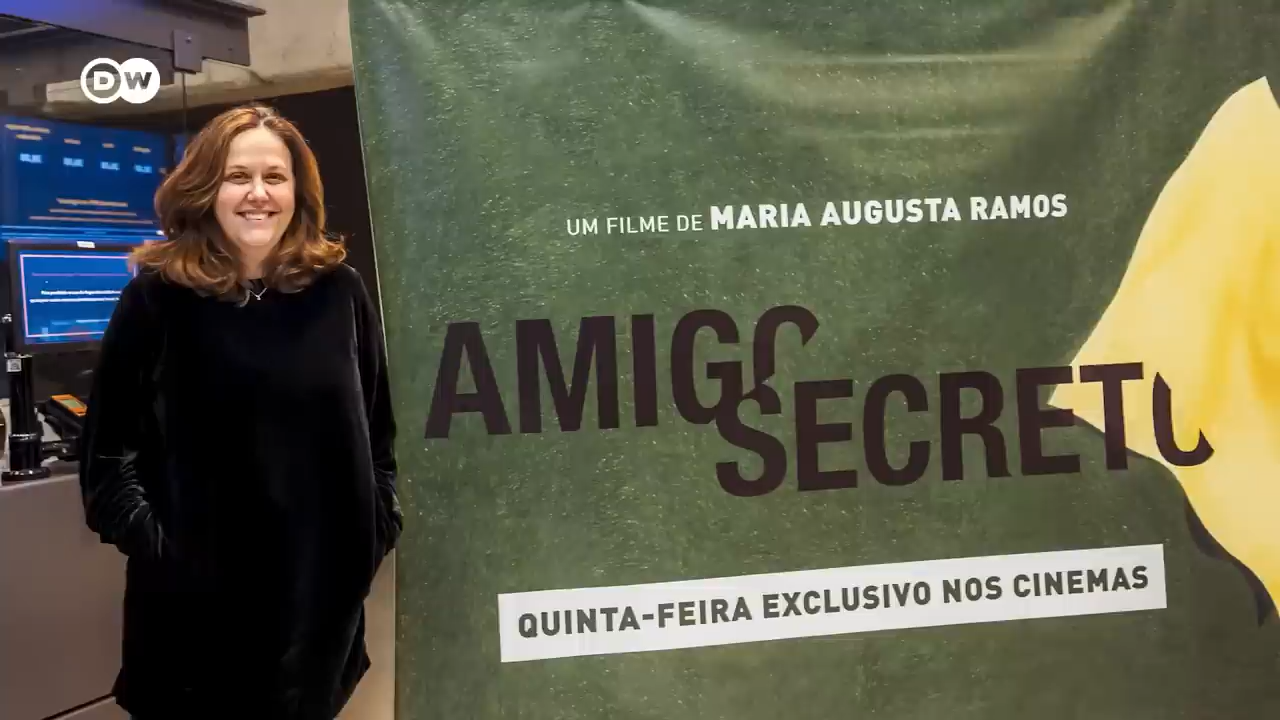 DW
UM FILME DE MARIA AUGUSTA RAMOS
AMIGO
SECRETO
QUINTA-FEIRA EXCLUSIVO NOS CINEMAS